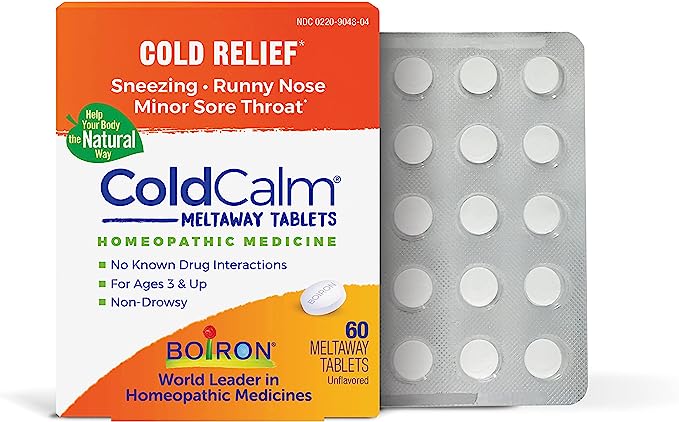 NDC 0220-9048-04
COLD RELIEF*
Sneezing • Runny Nose
Minor Sore Throat*
Help
Your Body
the Natural
Way
ColdCalm®
MELTAWAY TABLETS
HOMEOPATHIC MEDICINE
No Known Drug Interactions
For Ages 3 & Up
Non-Drowsy
BOIRON
BOIRON®
World Leader in
Homeopathic Medicines
60
MELTAWAY
TABLETS
Unflavored